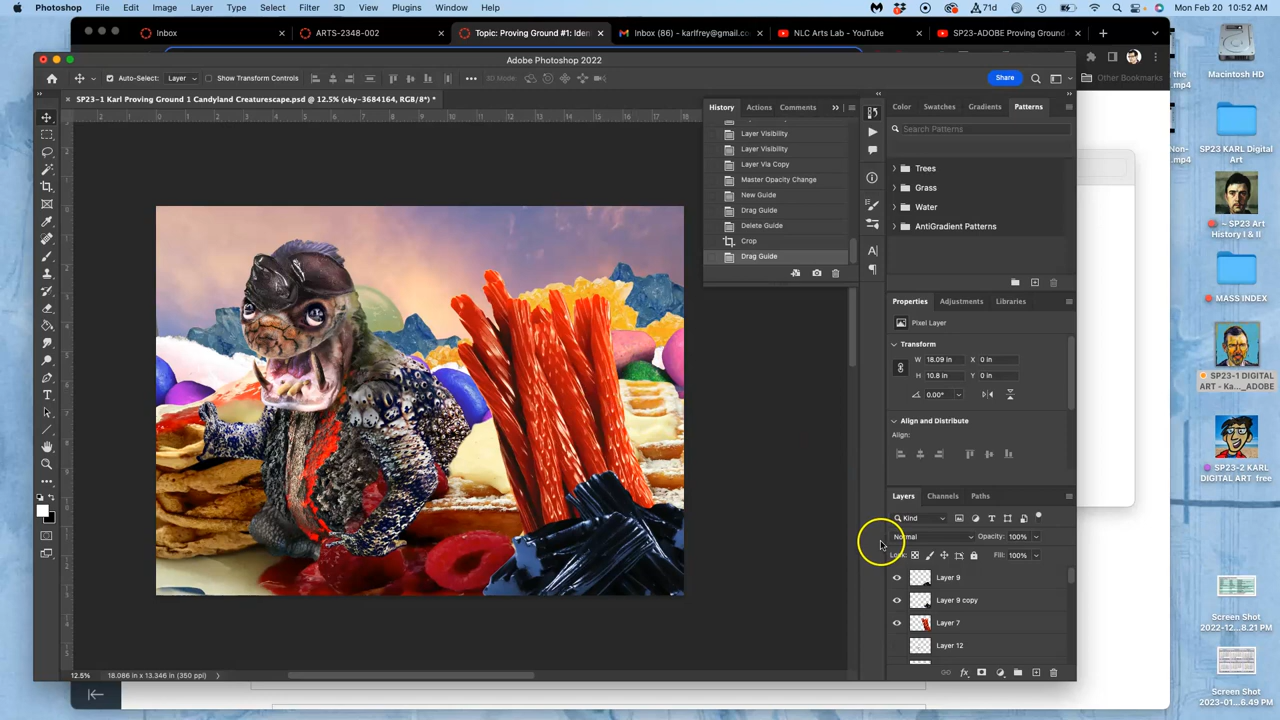 Photoshop File Edit Image Layer Type Select Filter 3D View Plugins Window Help 71d Mon Feb 20 10:52 AM
Inbox ARTS-2348-002 Topic: Proving Ground #1: Iden Inbox (86) - karlfrey@gmail.co NLC Arts Lab - YouTube SP23-ADOBE Proving Ground
Adobe Photoshop 2022
Other Bookmarks
Auto-Select: Layer Show Transform Controls 3D Mode: Share
SP23-1 Karl Proving Ground 1 Candyland Creaturescape.psd @ 12.5% (sky-3684164, RGB/8*) *
History Actions Comments
Layer Visibility
Layer Visibility
Layer Via Copy
Master Opacity Change
New Guide
Drag Guide
Delete Guide
Crop
Drag Guide
Color Swatches Gradients Patterns
Search Patterns
Trees
Grass
Water
AntiGradient Patterns
Properties Adjustments Libraries
Pixel Layer
Transform
W 18.09 in X 0 in
H 10.8 in Y 0 in
0.00°
Align and Distribute
Align:
Layers Channels Paths
Kind
Normal Opacity: 100%
Fill: 100%
Layer 9
Layer 9 copy
Layer 7
Layer 12
12.5% 18.086 in x 13.346 in (350 ppi)
Macintosh HD
SP23 KARL Digital
Art
~ SP23 Art
History I & II
MASS INDEX
SP23-1 DIGITAL
ART - Ka..._ADOBE
SP23-2 KARL
DIGITAL ART free
Screen Shot
2022-12...8.21 PM
Screen Shot
2023-01...6.49 PM